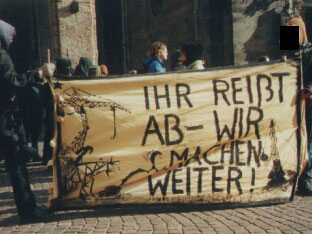 IHR REIẞT
AB- WIR
MACHEN
WEITER!